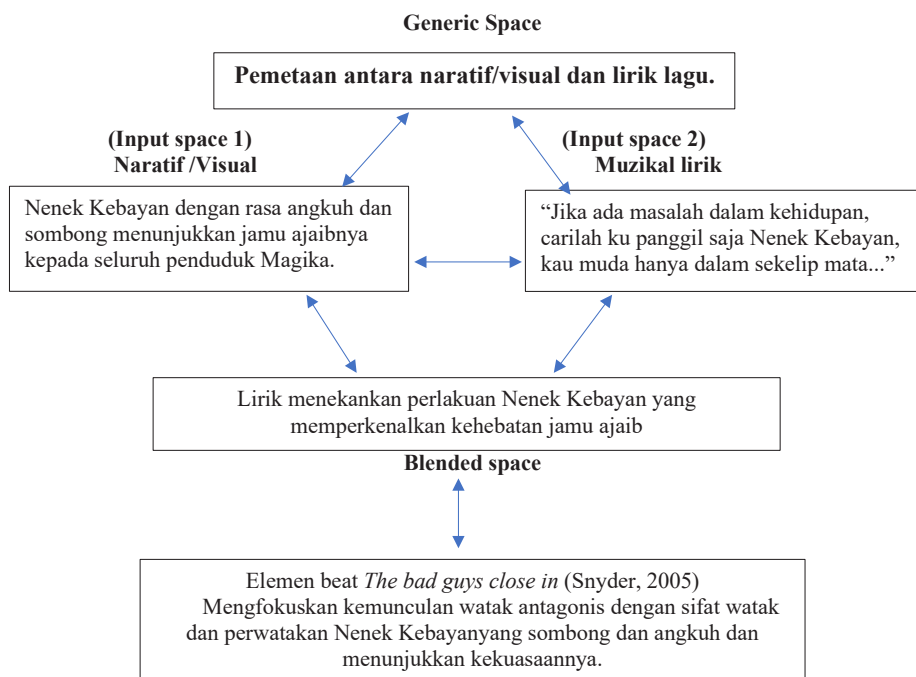 Generic Space
Pemetaan antara naratif/visual dan lirik lagu.
(Input space 1)
Naratif /Visual
(Input space 2)
Muzikal lirik
Nenek Kebayan dengan rasa angkuh dan
sombong menunjukkan jamu ajaibnya
kepada seluruh penduduk Magika.
“Jika ada masalah dalam kehidupan,
carilah ku panggil saja Nenek Kebayan,
kau muda hanya dalam sekelip mata...”
Lirik menekankan perlakuan Nenek Kebayan yang
memperkenalkan kehebatan jamu ajaib
Blended space
Elemen beat The bad guys close in (Snyder, 2005)
Mengfokuskan kemunculan watak antagonis dengan sifat watak
dan perwatakan Nenek Kebayanyang sombong dan angkuh dan
menunjukkan kekuasaannya.